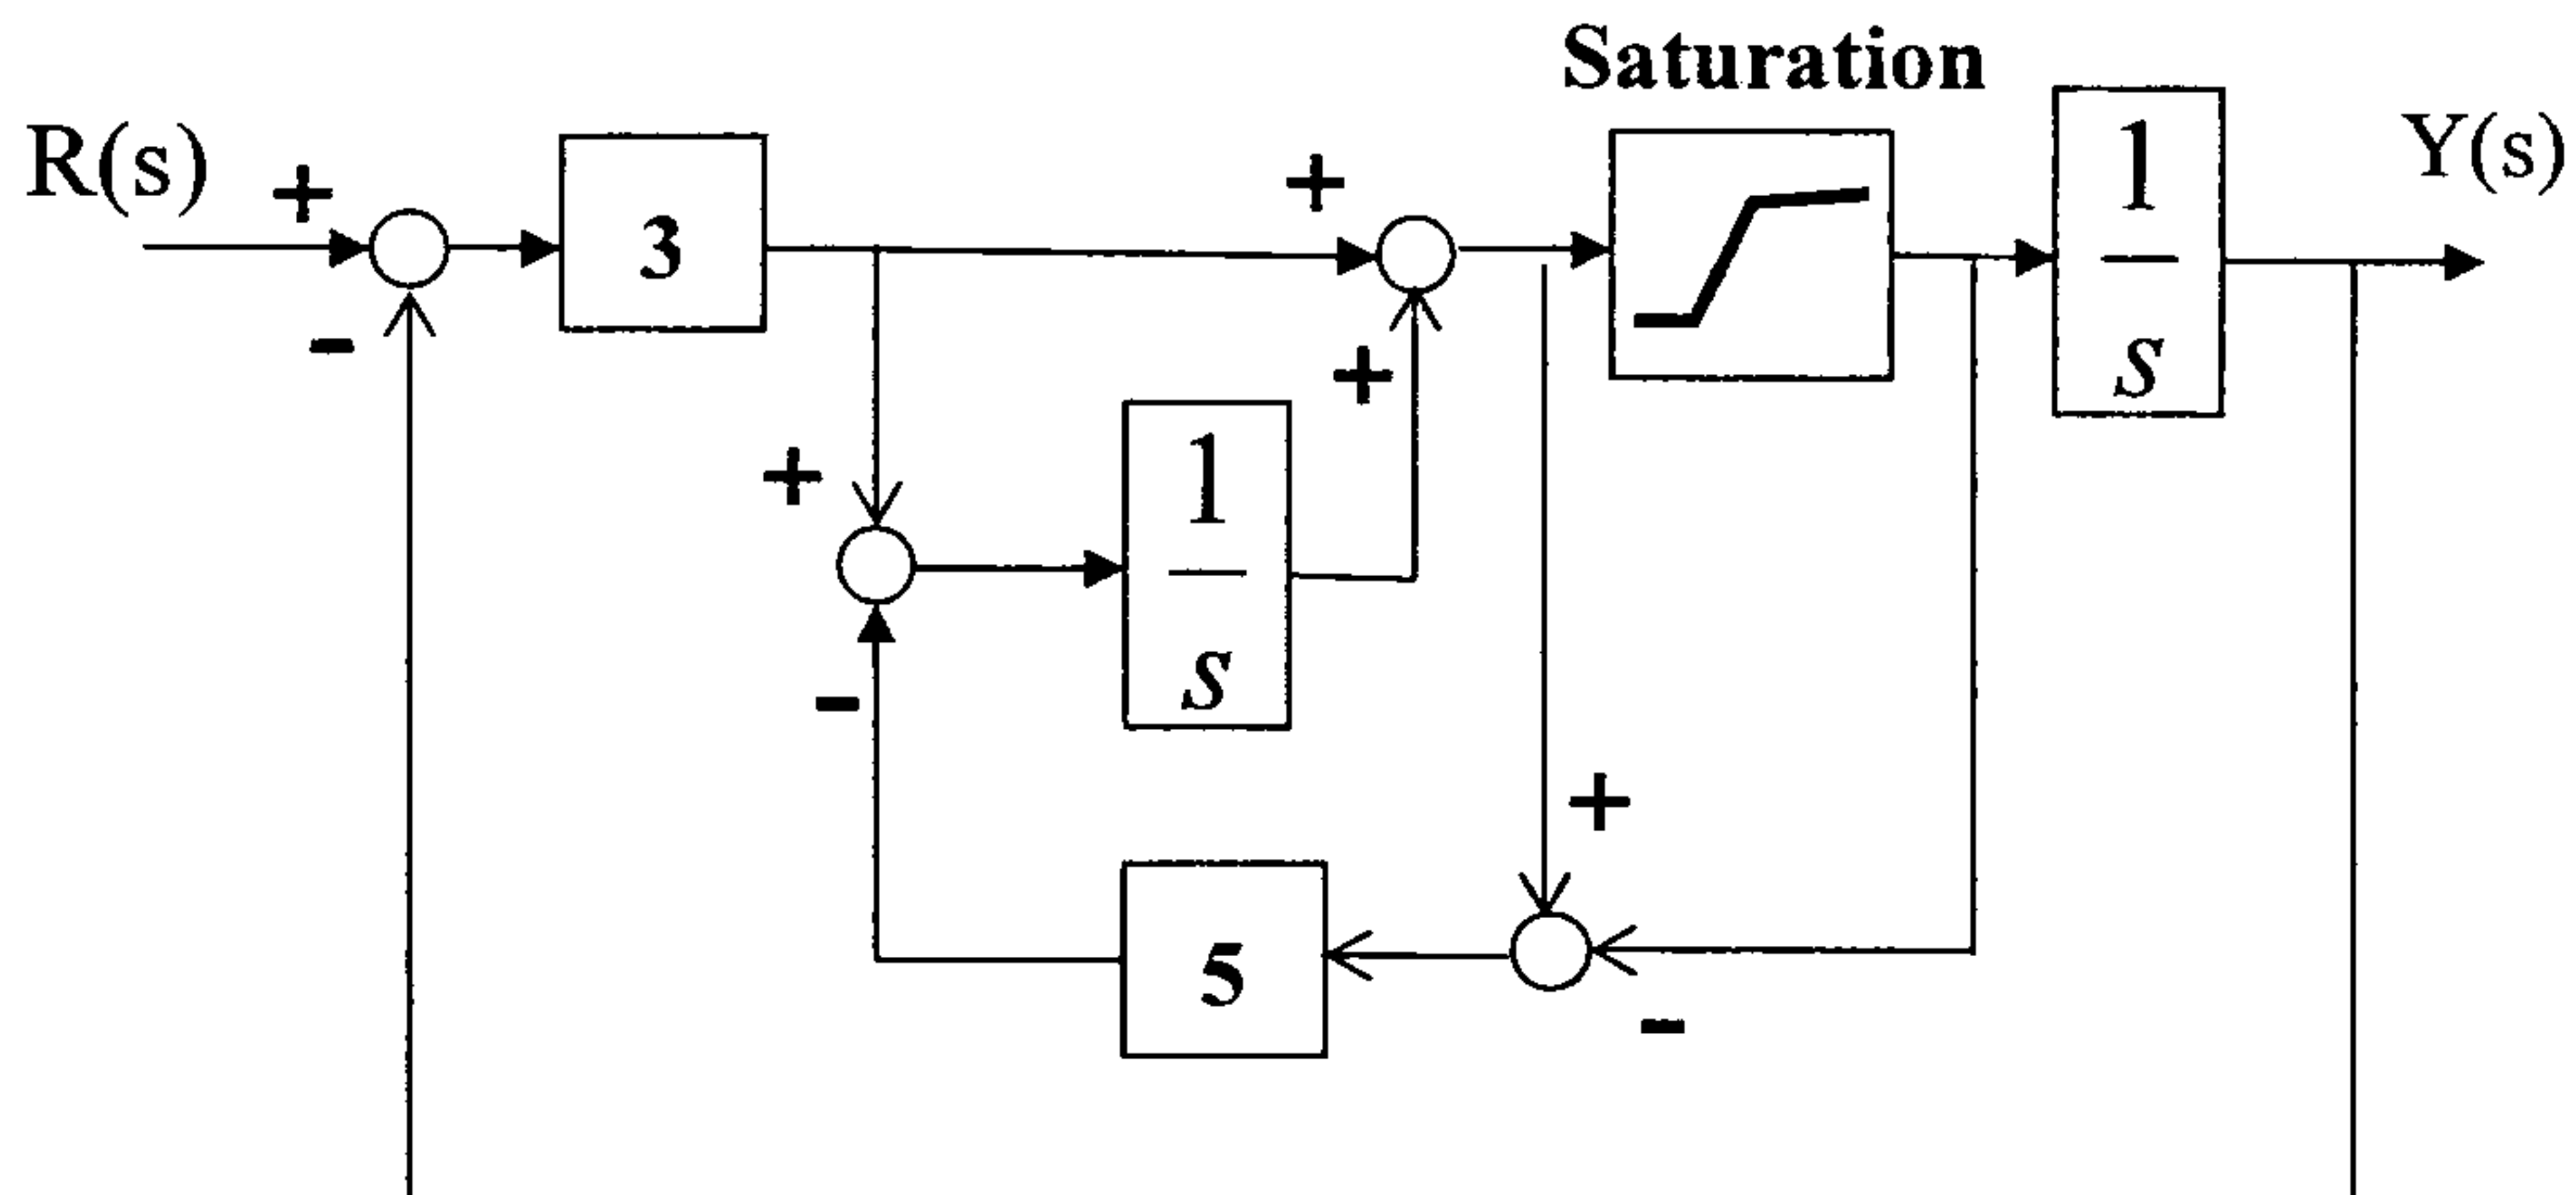 Saturation
R(s)
+
-
3
+
+
1
s
Y(s)
+
-
1
s
+
-
5